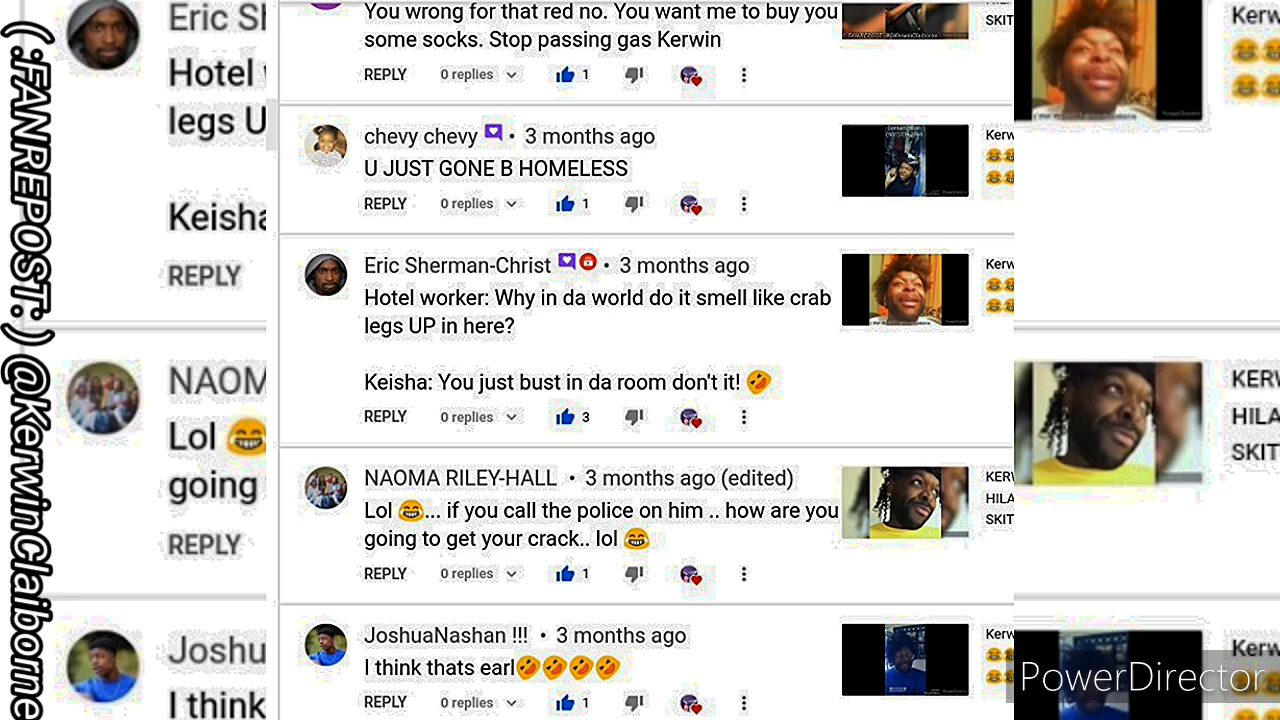 (:FANREPOST:) @KerwinClaiborne
Eric S
Hotel
legs U
Keisha
REPLY
NAOM
Lol 😂
going
REPLY
Joshu
I think
You wrong for that red no. You want me to buy you
some socks. Stop passing gas Kerwin
REPLY 0 replies 1
SKIT
chevy chevy • 3 months ago
U JUST GONE B HOMELESS
REPLY 0 replies 1
Kerw
😂😂
😂😂
Eric Sherman-Christ • 3 months ago
Hotel worker: Why in da world do it smell like crab
legs UP in here?
Keisha: You just bust in da room don't it! 🤣
REPLY 0 replies 3
Kerw
😂😂
😂😂
NAOMA RILEY-HALL • 3 months ago (edited)
Lol 😂... if you call the police on him .. how are you
going to get your crack.. lol 😂
REPLY 0 replies 1
KERW
HILA
SKIT
JoshuaNashan !!! • 3 months ago
I think thats earl🤣🤣🤣🤣
REPLY 0 replies 1
Kerw
😂😂
😂😂
Kerw
😂😂
😂😂
KERV
HILA
SKIT
Kerw
PowerDirector